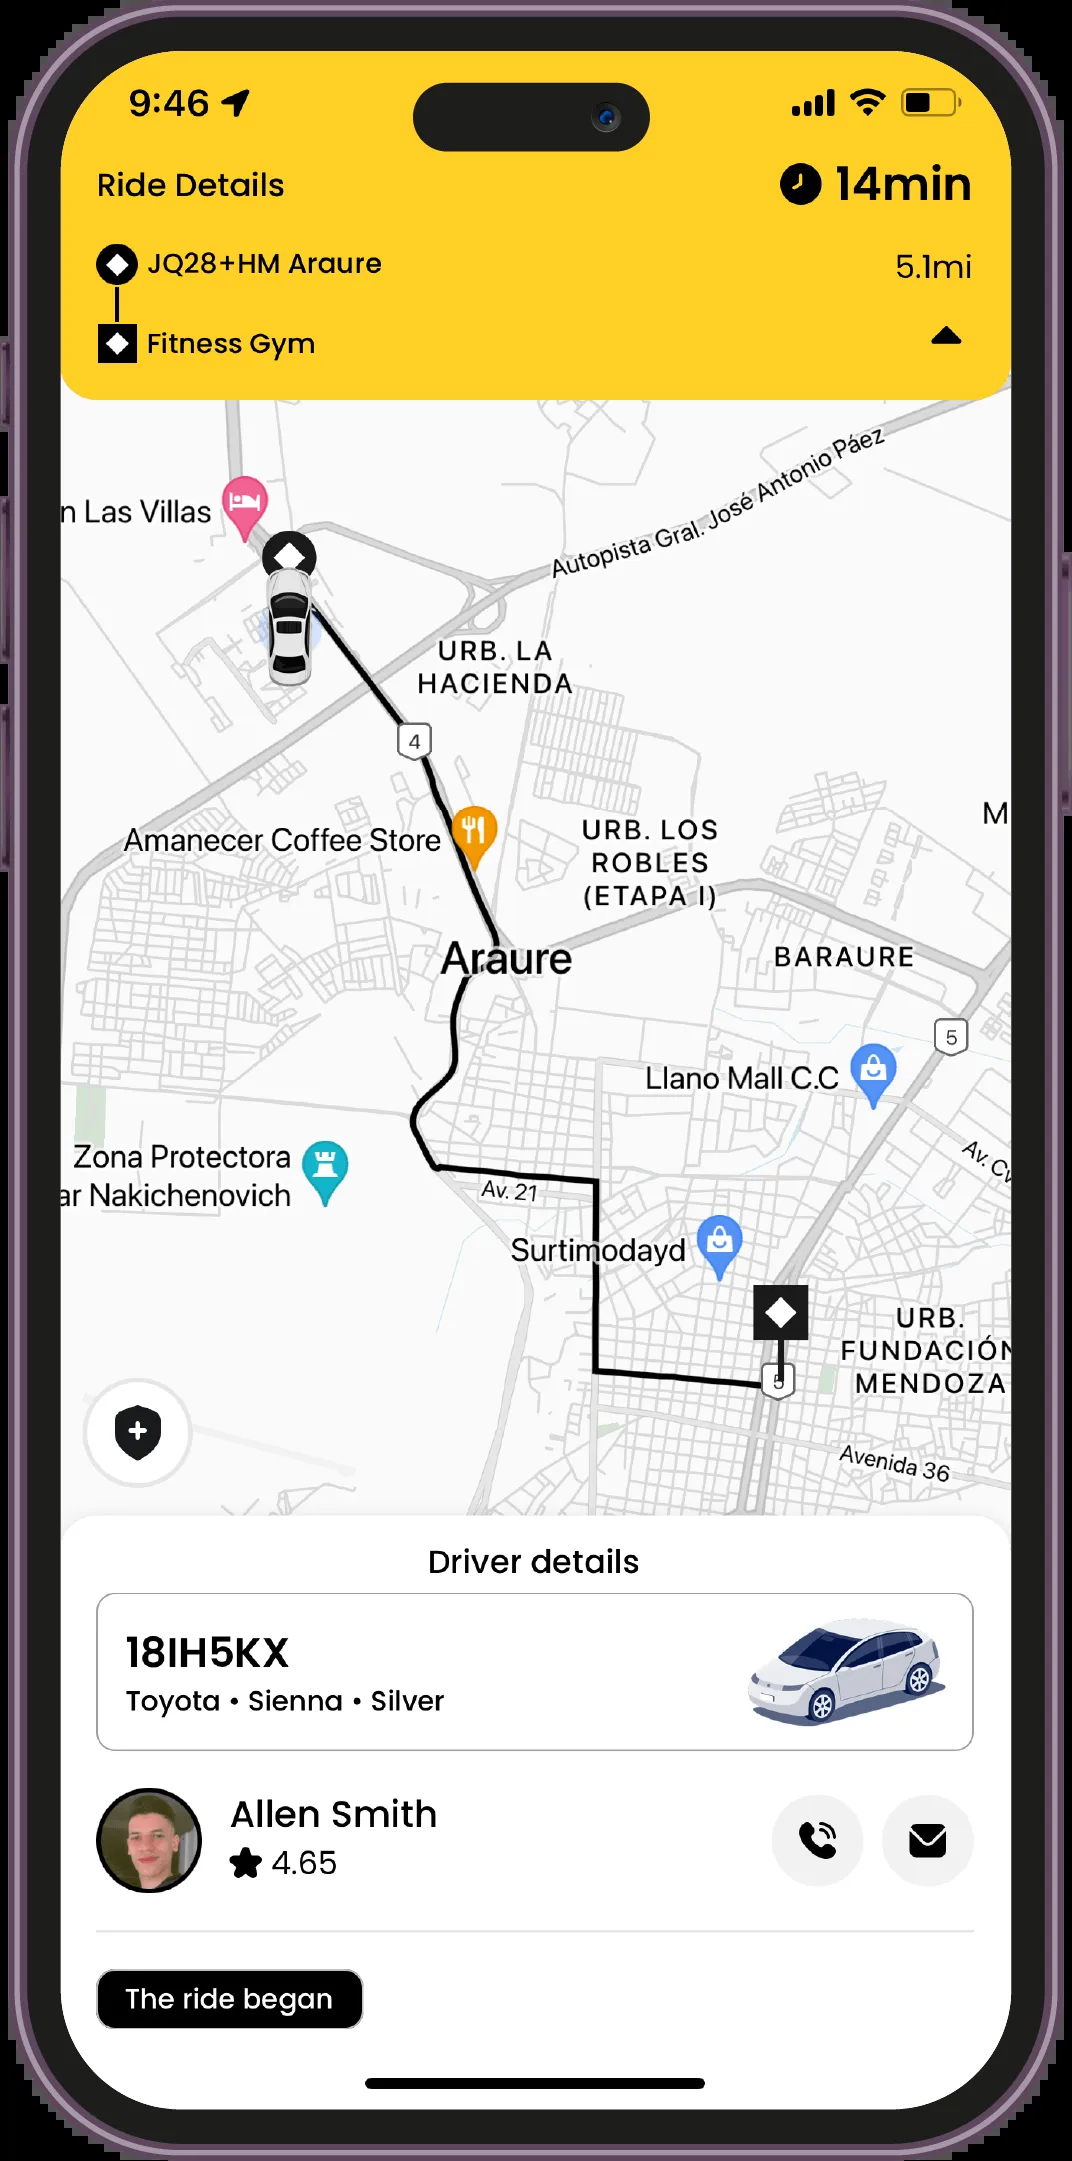 9:46
Ride Details
14min
JQ28+HM Araure
5.1mi
Fitness Gym
Autopista Gral. José Antonio Páez
n Las Villas
URB. LA
HACIENDA
4
Amanecer Coffee Store
URB. LOS
ROBLES
(ETAPA I)
M
Araure
BARAURE
5
Llano Mall C.C
Av. Cv
Zona Protectora
ar Nakichenovich
Av. 21
Surtimodayd
URB.
FUNDACIÓN
MENDOZA
5
Avenida 36
Driver details
18IH5KX
Toyota • Sienna • Silver
Allen Smith
4.65
The ride began